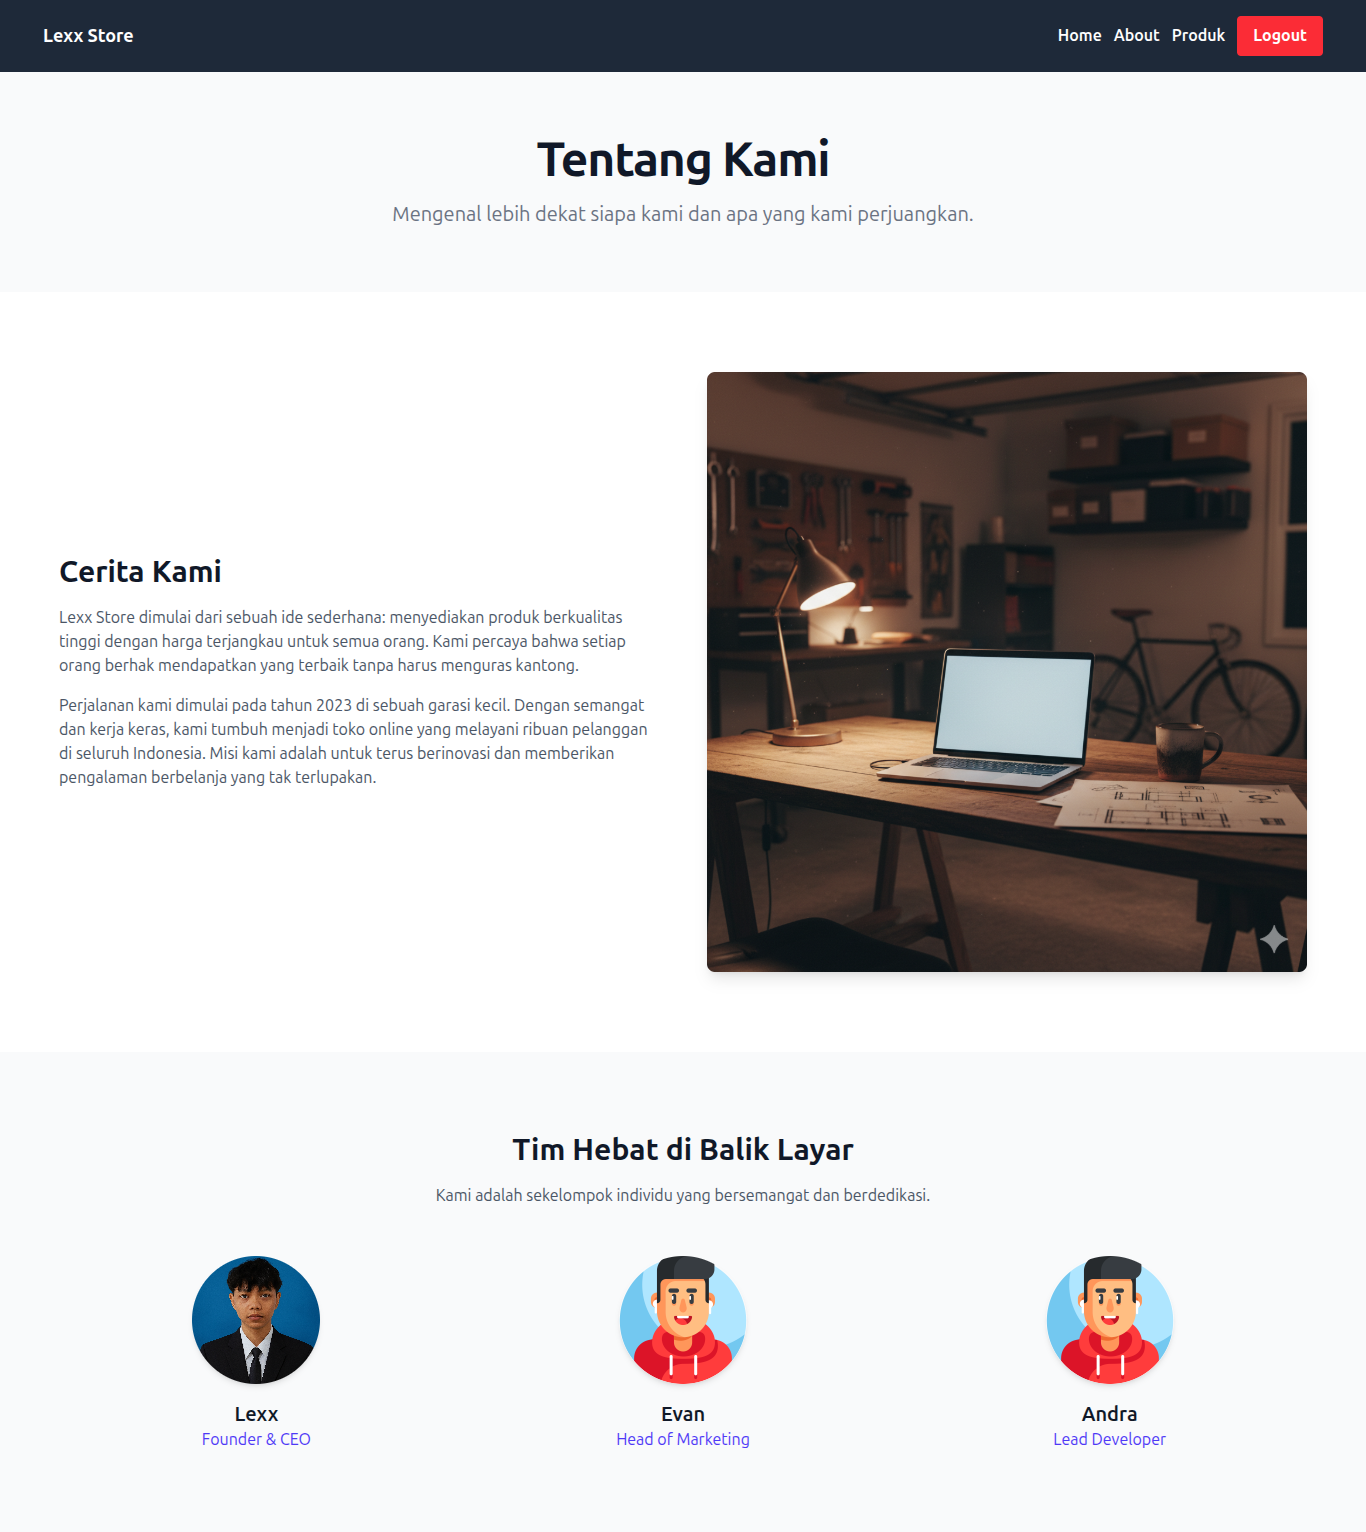 Lexx Store
Home About Produk Logout
Tentang Kami
Mengenal lebih dekat siapa kami dan apa yang kami perjuangkan.
Cerita Kami
Lexx Store dimulai dari sebuah ide sederhana: menyediakan produk berkualitas
tinggi dengan harga terjangkau untuk semua orang. Kami percaya bahwa setiap
orang berhak mendapatkan yang terbaik tanpa harus menguras kantong.
Perjalanan kami dimulai pada tahun 2023 di sebuah garasi kecil. Dengan semangat
dan kerja keras, kami tumbuh menjadi toko online yang melayani ribuan pelanggan
di seluruh Indonesia. Misi kami adalah untuk terus berinovasi dan memberikan
pengalaman berbelanja yang tak terlupakan.
Tim Hebat di Balik Layar
Kami adalah sekelompok individu yang bersemangat dan berdedikasi.
Lexx
Founder & CEO
Evan
Head of Marketing
Andra
Lead Developer